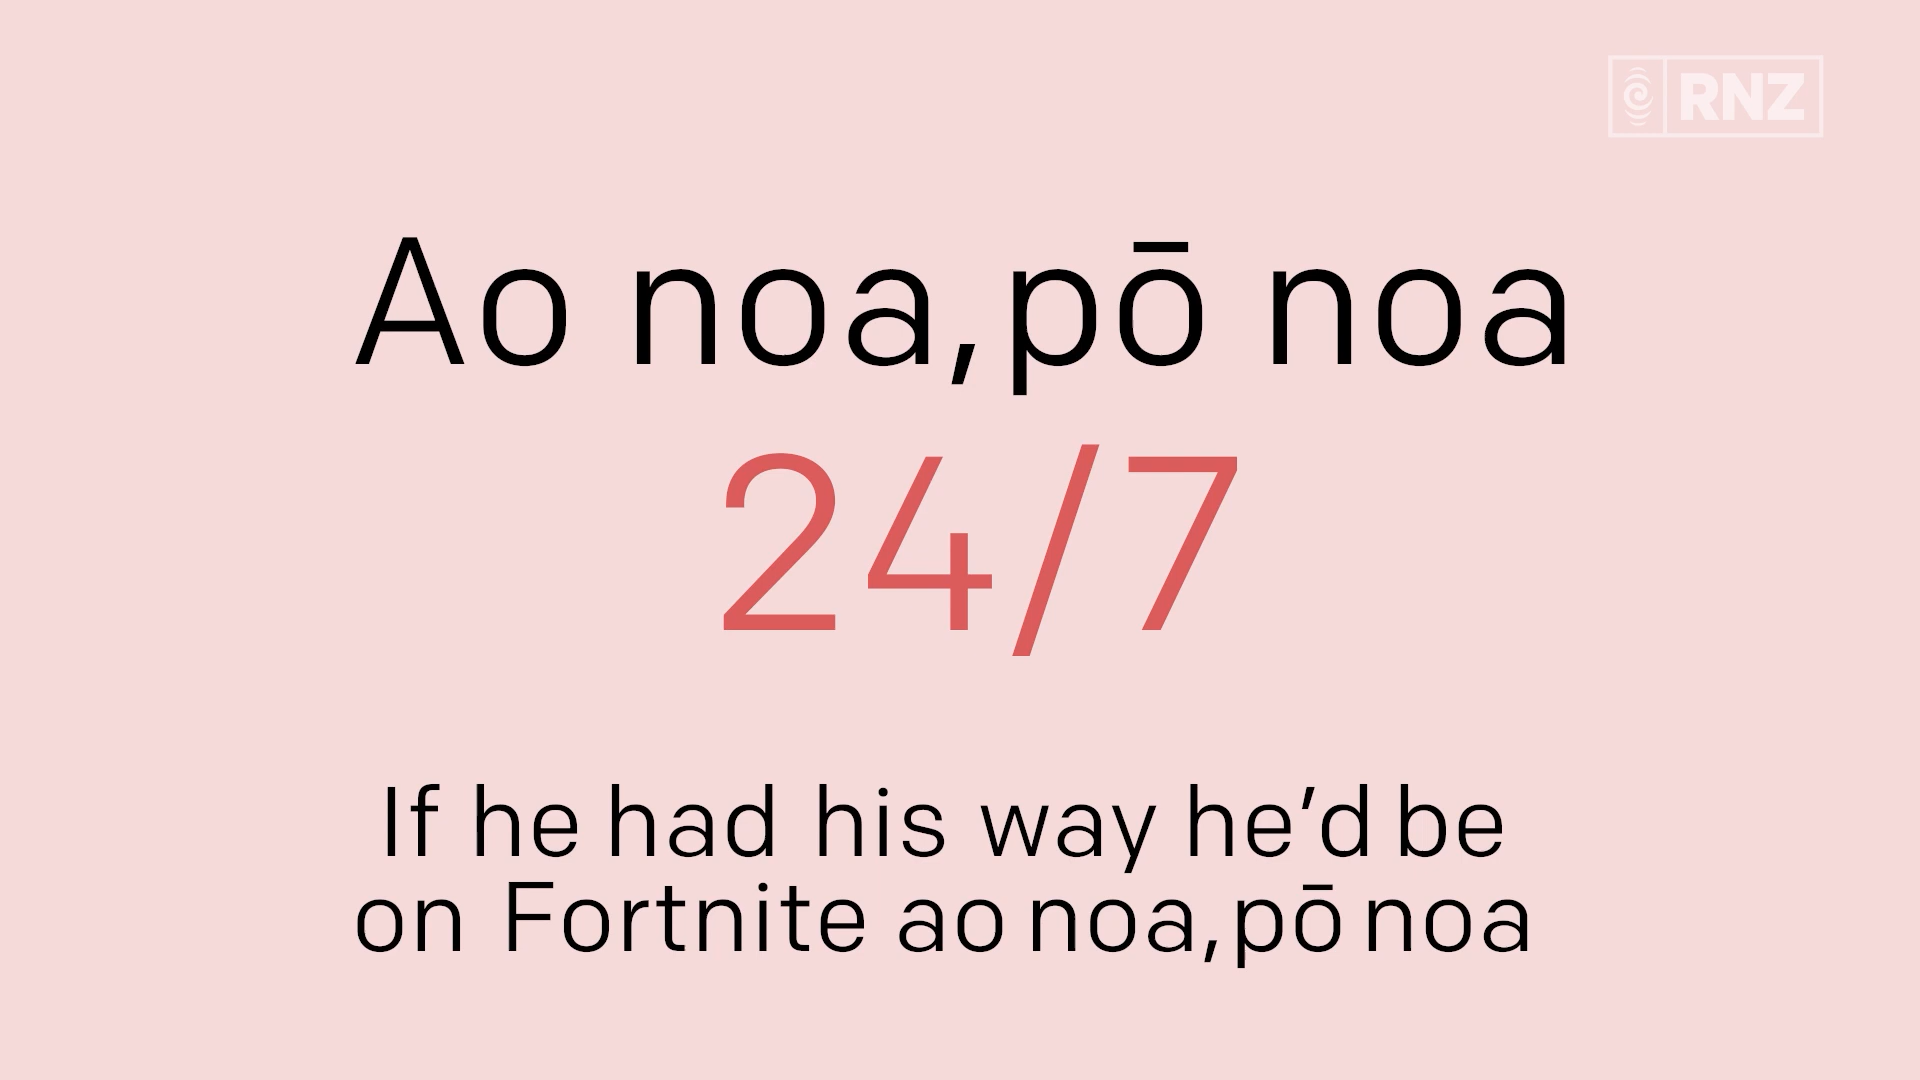 RNZ
Ao noa, pō noa
24/7
If he had his way he’d be
on Fortnite ao noa, pō noa